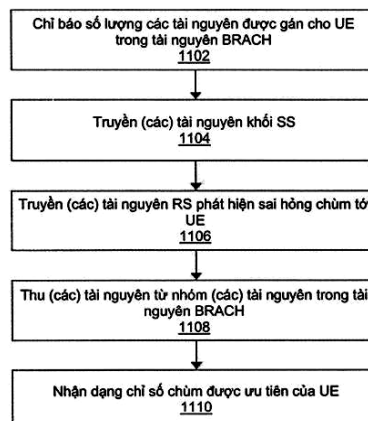 Chỉ báo số lượng các tài nguyên được gán cho UE
trong tài nguyên BRACH
1102
Truyền (các) tài nguyên khối SS
1104
Truyền (các) tài nguyên RS phát hiện sai hỏng chùm tới
UE
1106
Thu (các) tài nguyên từ nhóm (các) tài nguyên trong tài
nguyên BRACH
1108
Nhận dạng chỉ số chùm được ưu tiên của UE
1110